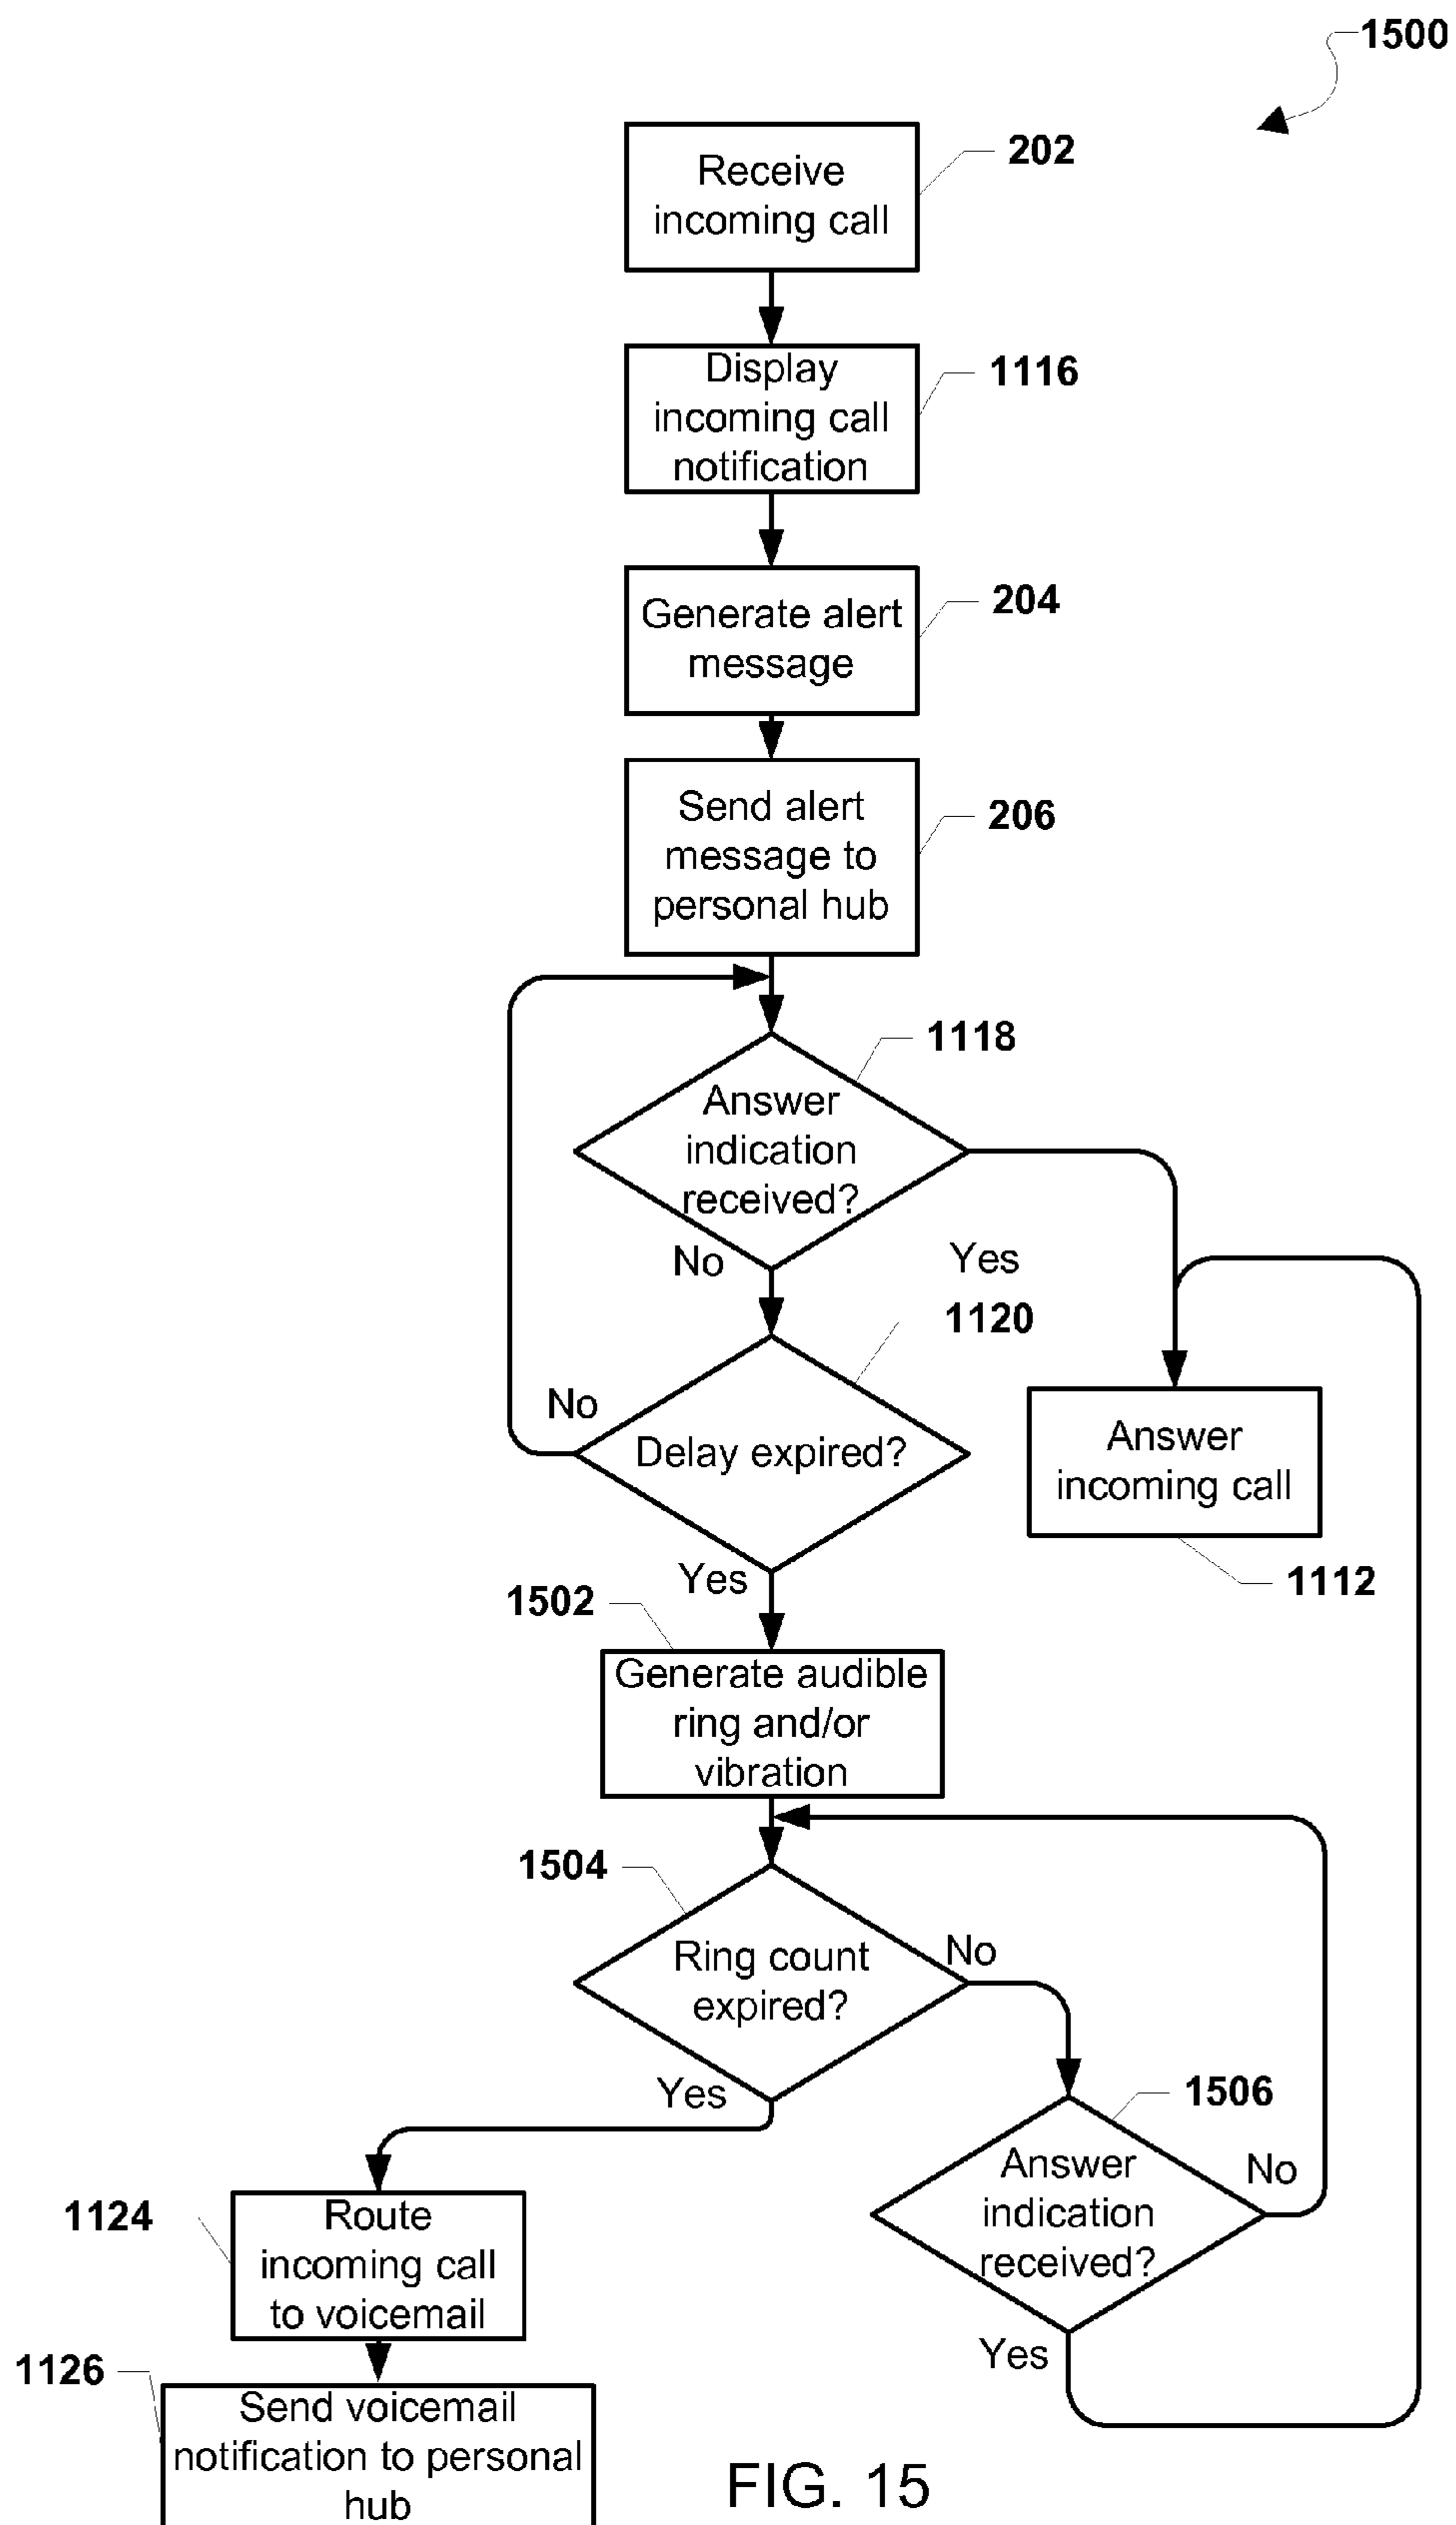 1500
Receive
incoming call
202
Display
incoming call
notification
1116
Generate alert
message
204
Send alert
message to
personal hub
206
1118
Answer
indication
received?
No
Yes
1120
No
Delay expired?
Answer
incoming call
1112
Yes
1502
Generate audible
ring and/or
vibration
1504
Ring count
expired?
No
Yes
1506
Answer
indication
received?
No
Yes
1124
Route
incoming call
to voicemail
1126
Send voicemail
notification to personal
hub
FIG. 15